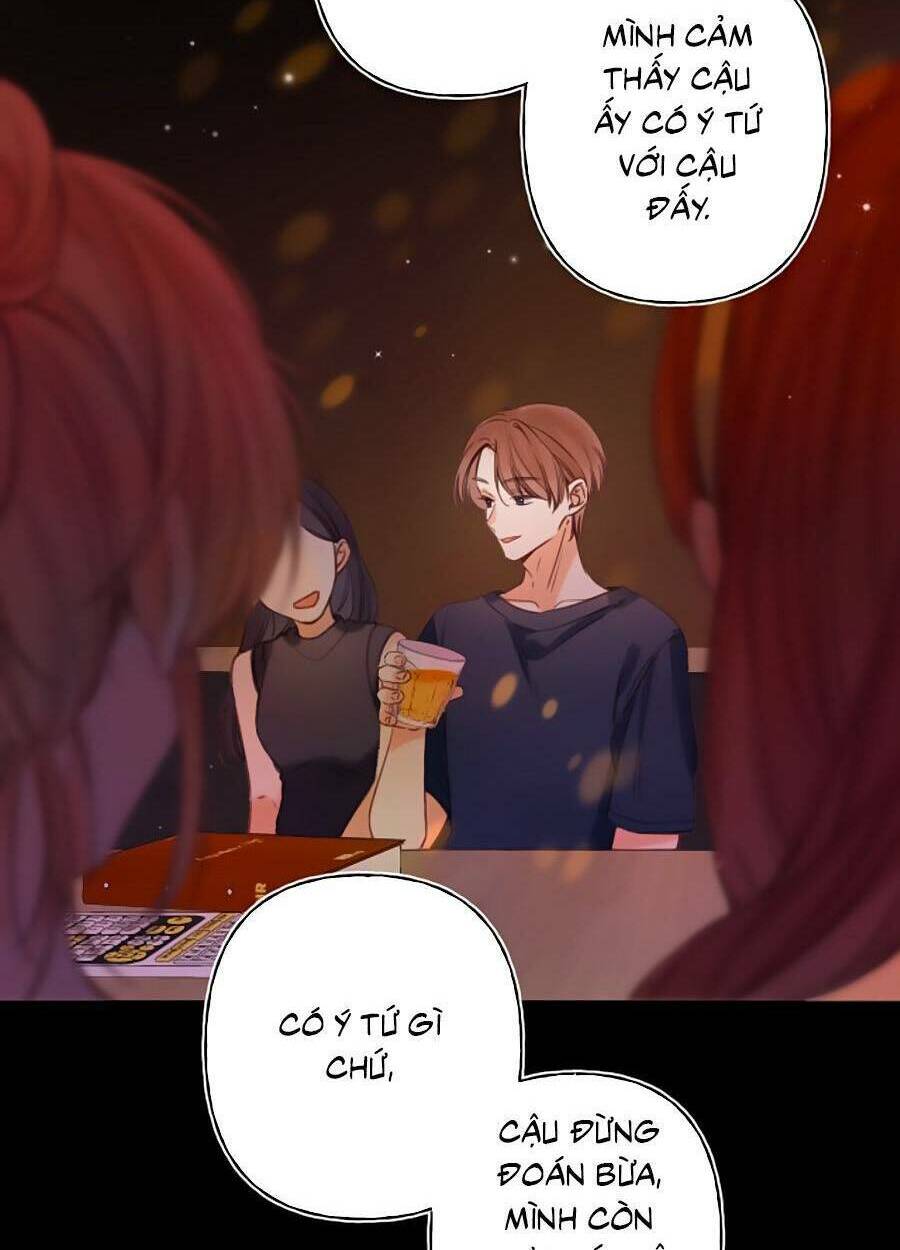 MÌNH CẢM
THẤY CẬU
ẤY CÓ Ý TỨ
VỚI CẬU
ĐẤY.
CÓ Ý TỨ GÌ
CHỨ,
CẬU ĐỪNG
ĐOÁN BỪA,
MÌNH CÒN